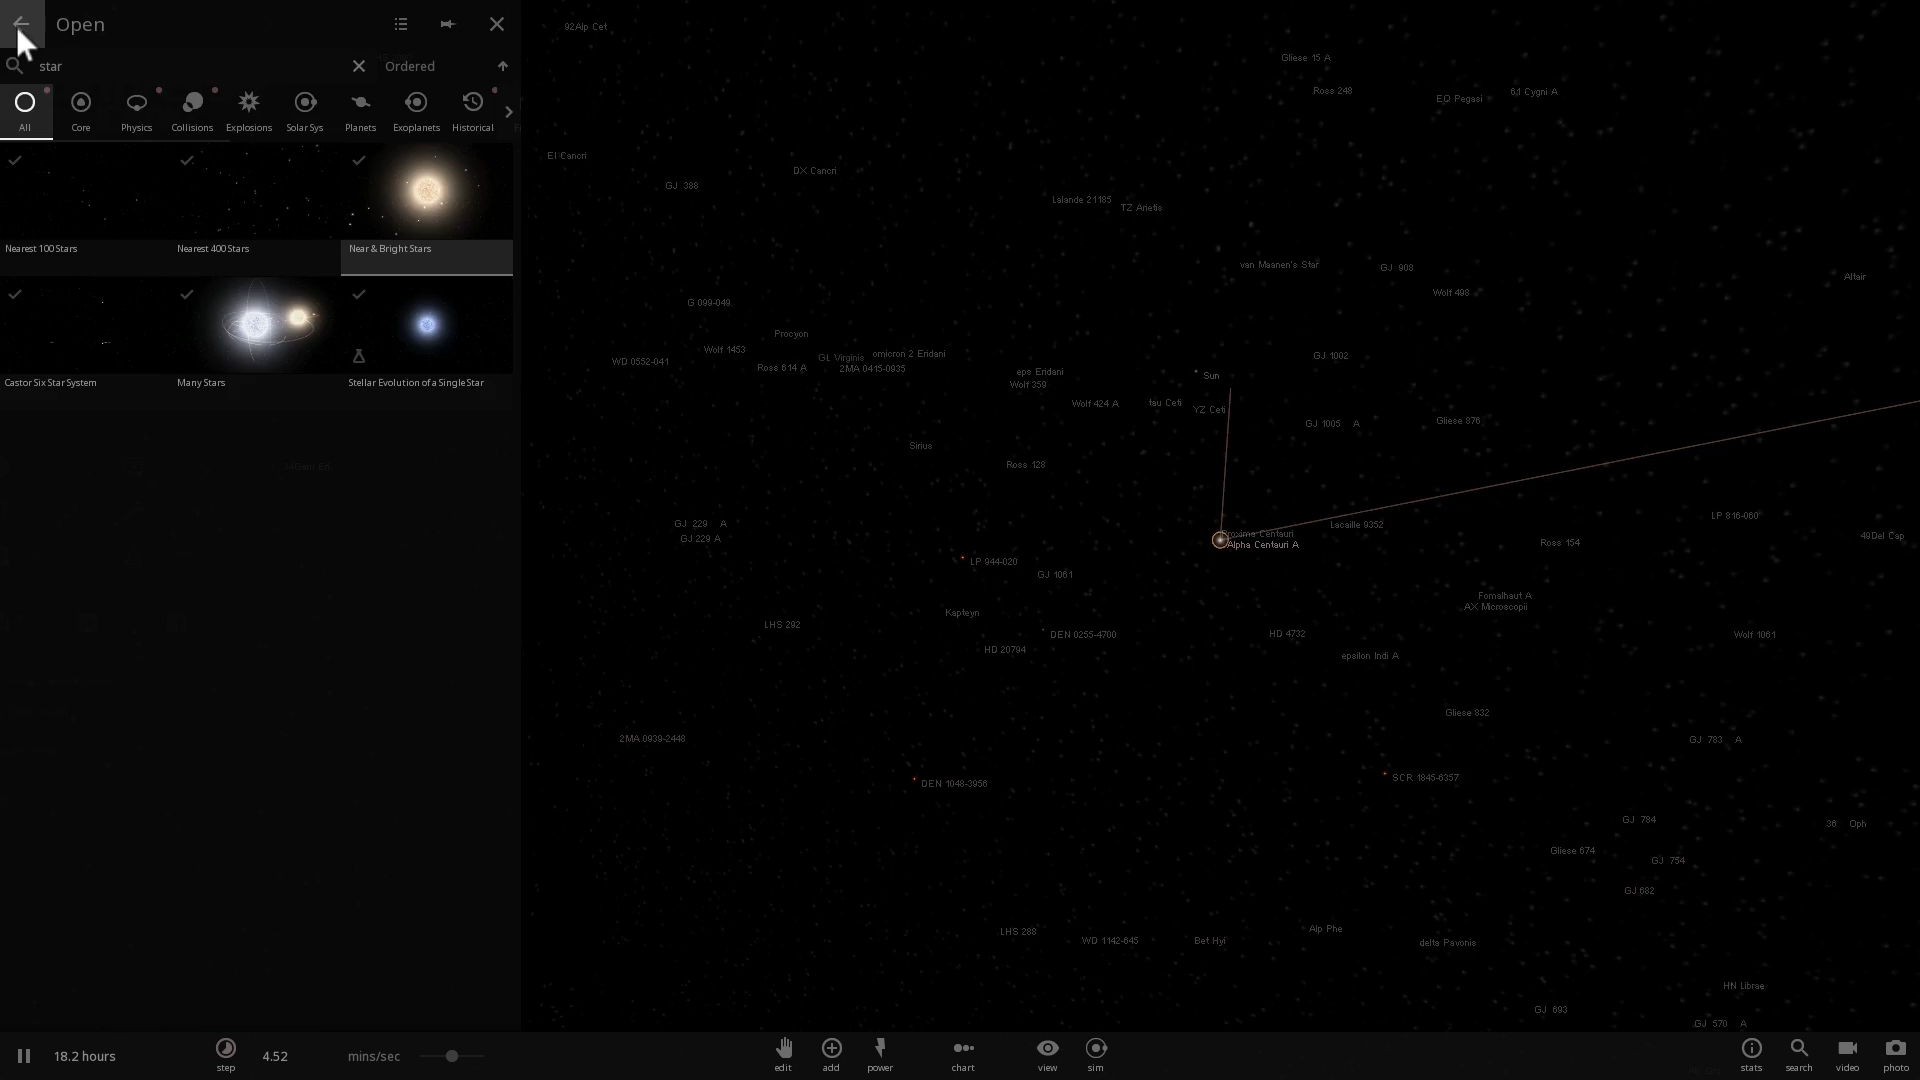 Open
star
Ordered
All
Core
Physics
Collisions
Explosions
Solar Sys
Planets
Exoplanets
Historical
Nearest 100 Stars
Nearest 400 Stars
Near & Bright Stars
Castor Six Star System
Many Stars
Stellar Evolution of a Single Star
92Alp Cet
Gliese 15 A
Ross 248
EQ Pegasi
61 Cygni A
EI Cancri
DX Cancri
GJ 388
Lalande 21185
TZ Arietis
van Maanen's Star
GJ 908
Altair
Wolf 498
G 099-049
Procyon
Wolf 1453
GL Virginis
omicron 2 Eridani
GJ 1002
WD 0552-041
Ross 614 A
2MA 0415-0935
eps Eridani
Sun
Wolf 359
Wolf 424 A
tau Ceti
YZ Ceti
GJ 1005 A
Gliese 876
Sirius
Ross 128
LP 816-060
GJ 229 A
Lacaille 9352
Proxima Centauri
49Del Cap
GJ 229 A
Alpha Centauri A
Ross 154
LP 944-020
GJ 1061
Fomalhaut A
AX Microscopii
Kapteyn
LHS 292
DEN 0255-4700
HD 4732
Wolf 1061
HD 20794
epsilon Indi A
Gliese 832
2MA 0939-2448
GJ 783 A
DEN 1048-3956
SCR 1845-6357
GJ 784
36 Oph
Gliese 674
GJ 754
GJ 682
LHS 288
Alp Phe
WD 1142-645
Bet Hyi
delta Pavonis
HN Librae
GJ 693
GJ 570 A
18.2 hours
step
4.52
mins/sec
edit
add
power
chart
view
sim
stats
search
video
photo